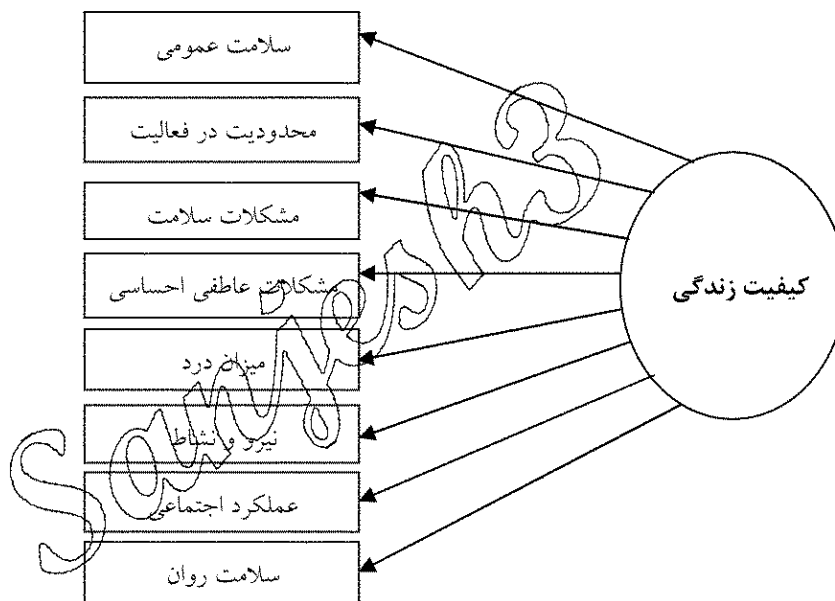 سلامت عمومی
محدودیت در فعالیت
مشکلات سلامت
مشکلات عاطفی احساسی
میزان درد
نیرو و نشاط
عملکرد اجتماعی
سلامت روان
کیفیت زندگی
Sanjesh3